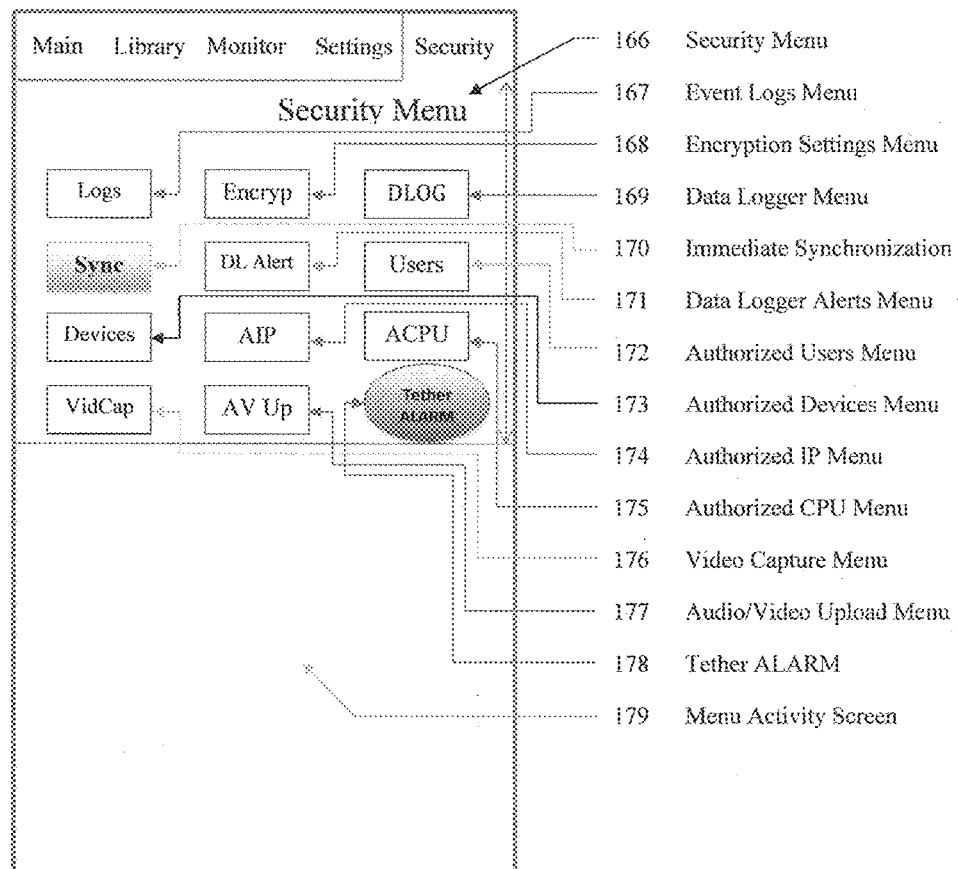 Main Library Monitor Settings Security
Security Menu
Logs Encryp DLOG
Sync DL Alert Users
Devices AIP ACPU
VidCap AV Up Tether ALARM
166 Security Menu
167 Event Logs Menu
168 Encryption Settings Menu
169 Data Logger Menu
170 Immediate Synchronization
171 Data Logger Alerts Menu
172 Authorized Users Menu
173 Authorized Devices Menu
174 Authorized IP Menu
175 Authorized CPU Menu
176 Video Capture Menu
177 Audio/Video Upload Menu
178 Tether ALARM
179 Menu Activity Screen